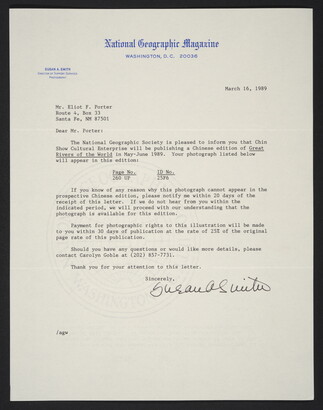 National Geographic Magazine
WASHINGTON, D. C. 20036
SUSAN A. SMITH
March 16, 1989
Mr. Eliot F. Porter
Route 4, Box 33
Santa Fe, NM 87501
Dear Mr. Porter:
The National Geographic Society is pleased to inform you that Chin
Show Cultural Enterprise will be publishing a Chinese edition of Great
Rivers of the World in May-June 1989. Your photograph listed below
will appear in this edition:
Page No. ID No.
260 UF 25P6
If you know of any reason why this photograph cannot appear in the
prospective Chinese edition, please notify me within 20 days of the
receipt of this letter. If we do not hear from you within the
indicated period, we will proceed with our understanding that the
photograph is available for this edition.
Payment for photographic rights to this illustration will be made
to you within 30 days of publication at the rate of 25% of the original
page rate of this publication.
Should you have any questions or would like more details, please
contact Carolyn Gobla at (202) 857-7731.
Thank you for your attention to this letter.
Sincerely,
Susan A Smith